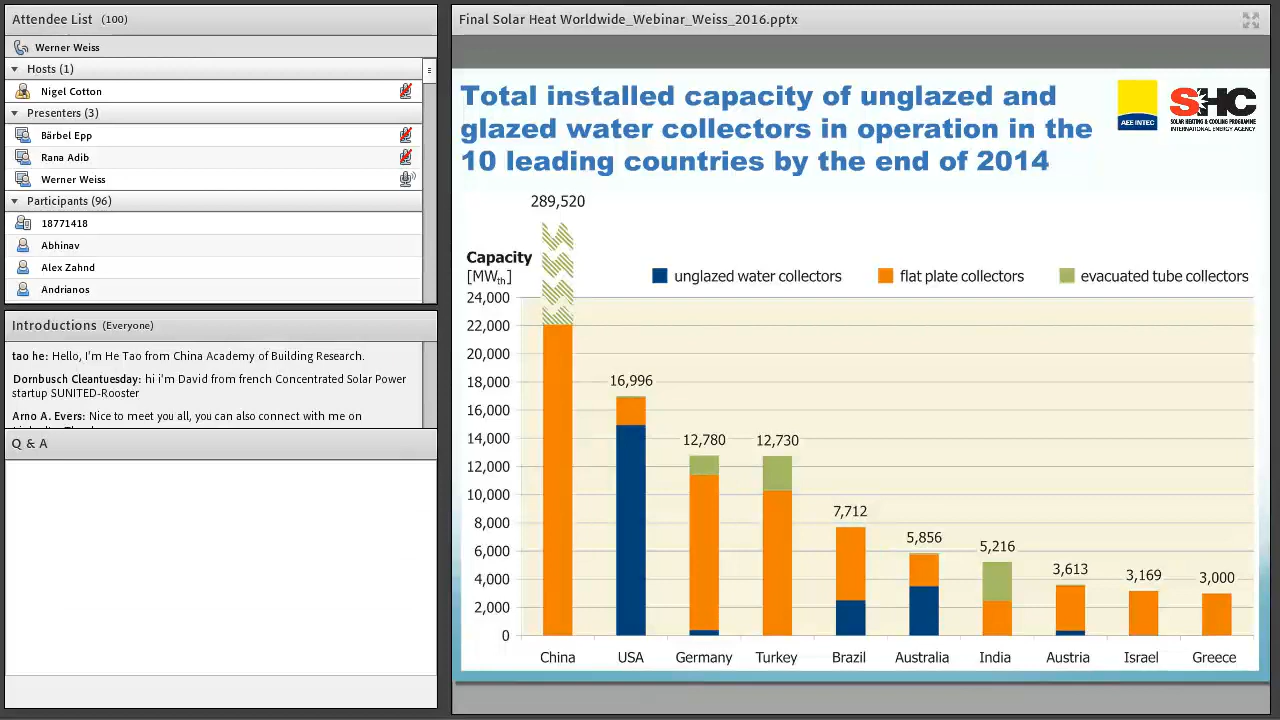 Attendee List (100)
Werner Weiss
Hosts (1)
Nigel Cotton
Presenters (3)
Bärbel Epp
Rana Adib
Werner Weiss
Participants (96)
18771418
Abhinav
Alex Zahnd
Andrianos
Introductions (Everyone)
tao he: Hello, I'm He Tao from China Academy of Building Research.
Dornbusch Cleantuesday: hi i'm David from french Concentrated Solar Power
startup SUNITED-Rooster
Arno A. Evers: Nice to meet you all, you can also connect with me on
Q & A
Final Solar Heat Worldwide_Webinar_Weiss_2016.pptx
Total installed capacity of unglazed and
glazed water collectors in operation in the
10 leading countries by the end of 2014
AEE INTEC
SHC
SOLAR HEATING & COOLING PROGRAMME
INTERNATIONAL ENERGY AGENCY
289,520
Capacity
[MWth]
unglazed water collectors
flat plate collectors
evacuated tube collectors
24,000
22,000
20,000
18,000
16,000
14,000
12,000
10,000
8,000
6,000
4,000
2,000
0
16,996
12,780
12,730
7,712
5,856
5,216
3,613
3,169
3,000
China
USA
Germany
Turkey
Brazil
Australia
India
Austria
Israel
Greece